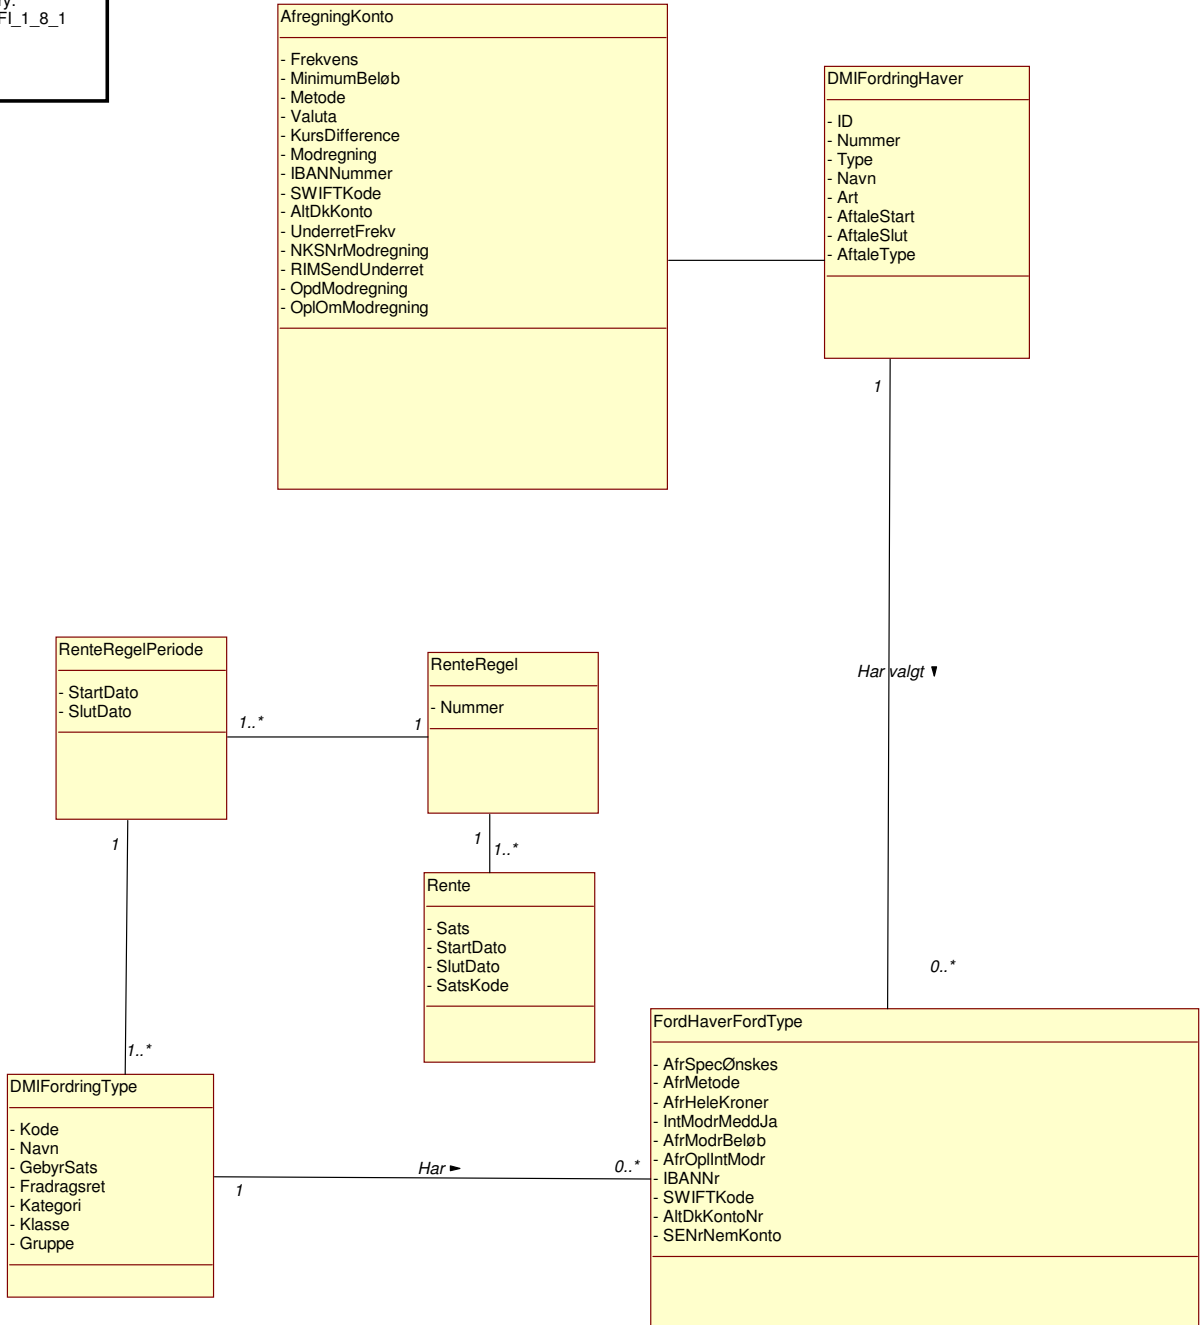 FI_1_8_1
AfregningKonto
- Frekvens
- MinimumBeløb
- Metode
- Valuta
- KursDifference
- Modregning
- IBANNummer
- SWIFTKode
- AltDkKonto
- UnderretFrekv
- NKSNrModregning
- RIMSendUnderret
- OpdModregning
- OplOmModregning
DMIFordringHaver
- ID
- Nummer
- Type
- Navn
- Art
- AftaleStart
- AftaleSlut
- AftaleType
1
Har valgt
0..*
RenteRegelPeriode
- StartDato
- SlutDato
1..*
1
RenteRegel
- Nummer
1
1..*
Rente
- Sats
- StartDato
- SlutDato
- SatsKode
1
1..*
DMIFordringType
- Kode
- Navn
- GebyrSats
- Fradragsret
- Kategori
- Klasse
- Gruppe
1
Har ►
0..*
FordHaverFordType
- AfrSpecØnskes
- AfrMetode
- AfrHeleKroner
- IntModrMeddJa
- AfrModrBeløb
- AfrOplIntModr
- IBANNr
- SWIFTKode
- AltDkKontoNr
- SENrNemKonto